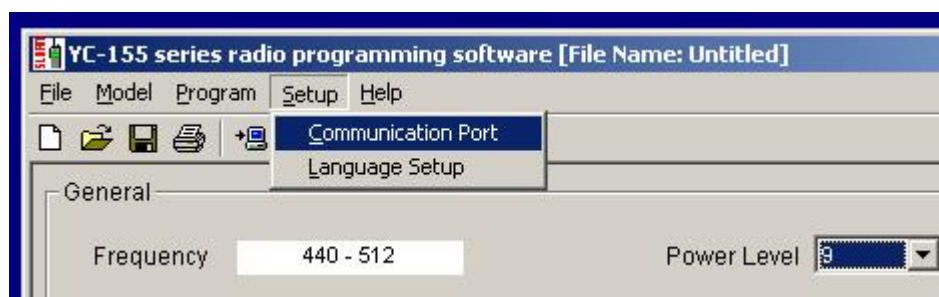 YC-155 series radio programming software [File Name: Untitled]
File Model Program Setup Help
Communication Port
Language Setup
General
Frequency 440 - 512 Power Level 9